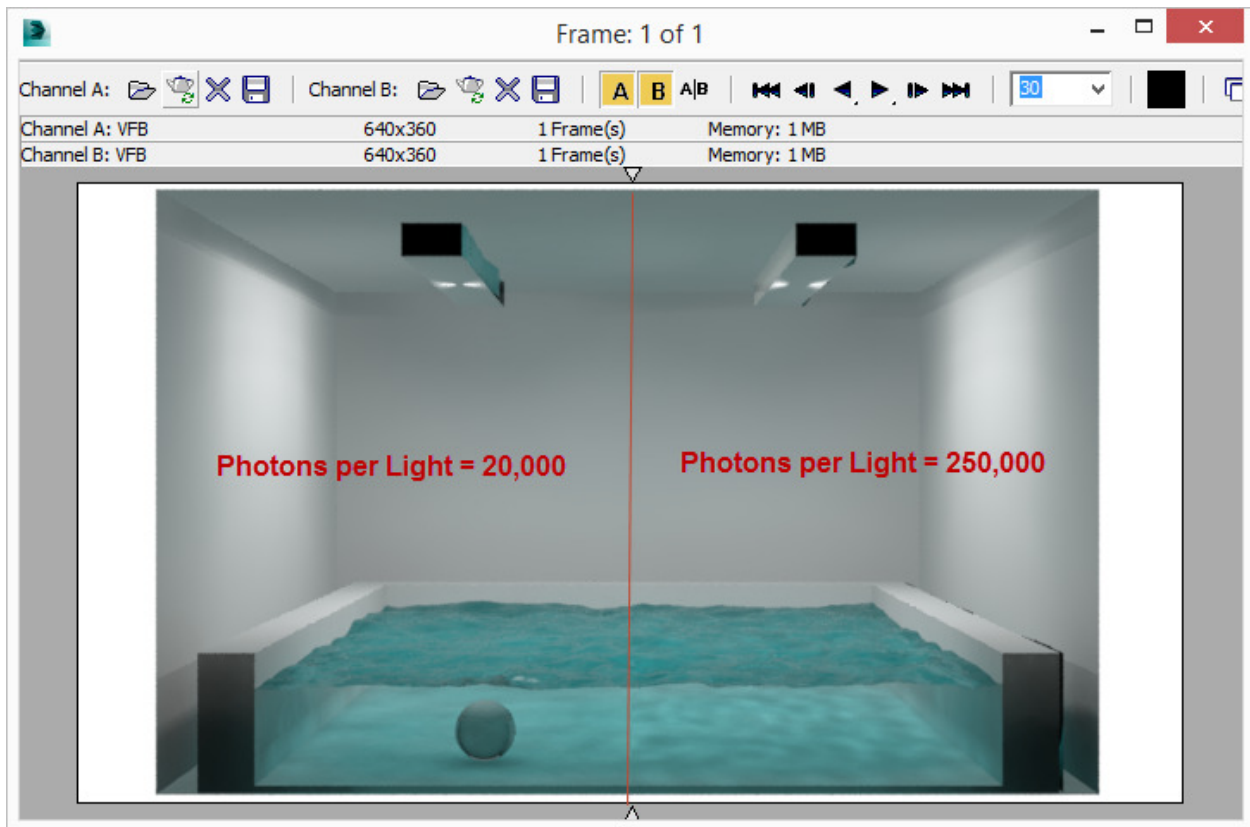 Frame: 1 of 1
Channel A: Channel B: A B A|B 30
Channel A: VFB 640x360 1 Frame(s) Memory: 1 MB
Channel B: VFB 640x360 1 Frame(s) Memory: 1 MB
Photons per Light = 20,000
Photons per Light = 250,000